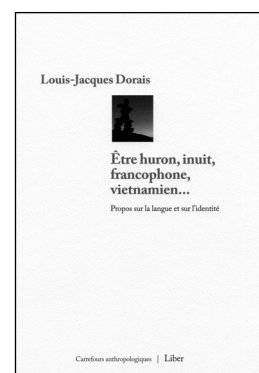 Louis-Jacques Dorais
Être huron, inuit,
francophone,
vietnamien...
Propos sur la langue et sur l'identité
Carrefours anthropologiques | Liber